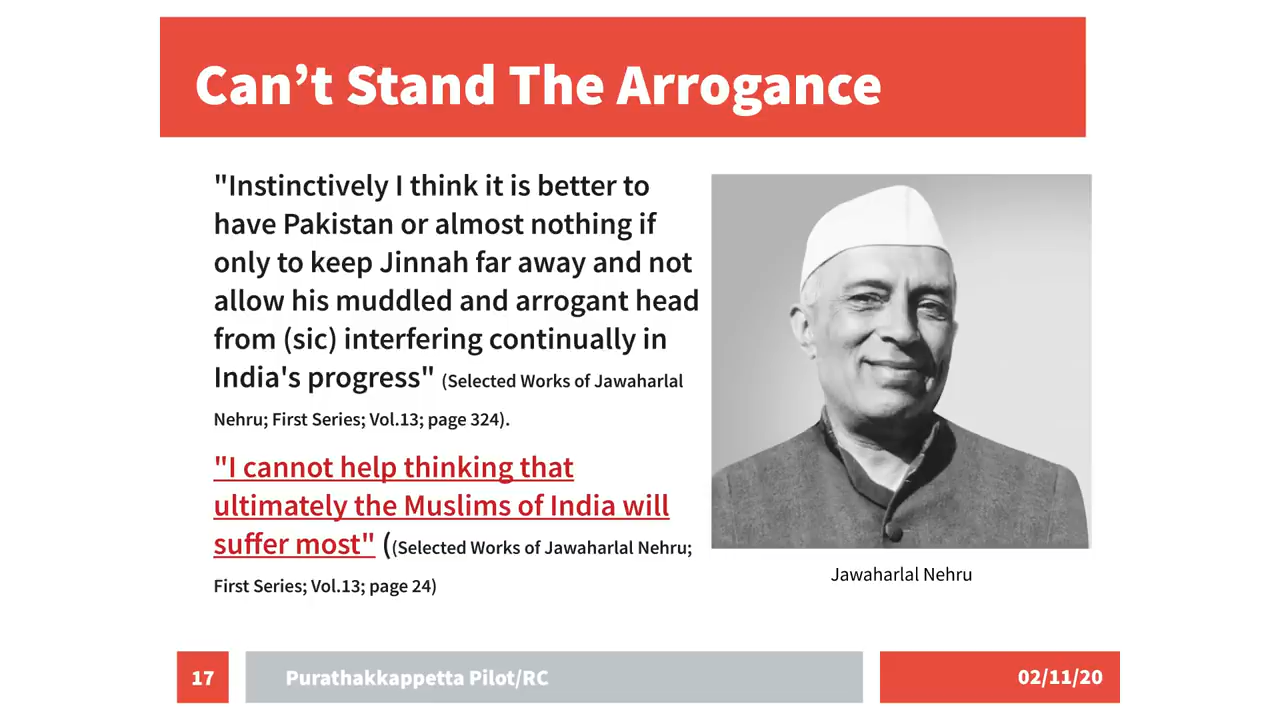 Can’t Stand The Arrogance
"Instinctively I think it is better to
have Pakistan or almost nothing if
only to keep Jinnah far away and not
allow his muddled and arrogant head
from (sic) interfering continually in
India's progress" (Selected Works of Jawaharlal
Nehru; First Series; Vol.13; page 324).
"I cannot help thinking that
ultimately the Muslims of India will
suffer most" ((Selected Works of Jawaharlal Nehru;
First Series; Vol.13; page 24)
Jawaharlal Nehru
17
Purathakkappetta Pilot/RC
02/11/20